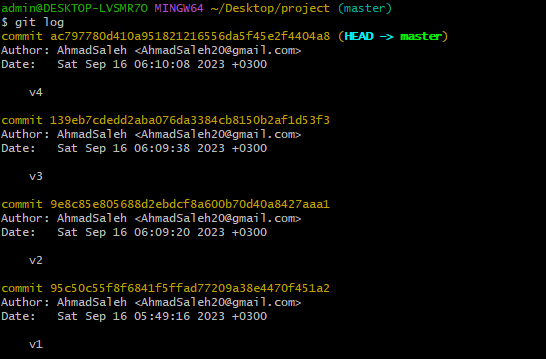 admin@DESKTOP-LVSMR7O MINGW64 ~/Desktop/project (master)
$ git log
commit ac797780d410a951821216556da5f45e2f4404a8 (HEAD -> master)
Author: AhmadSaleh <AhmadSaleh20@gmail.com>
Date:   Sat Sep 16 06:10:08 2023 +0300
v4
commit 139eb7cdedd2aba076da3384cb8150b2af1d53f3
Author: AhmadSaleh <AhmadSaleh20@gmail.com>
Date:   Sat Sep 16 06:09:38 2023 +0300
v3
commit 9e8c85e805688d2ebdcf8a600b70d40a8427aaa1
Author: AhmadSaleh <AhmadSaleh20@gmail.com>
Date:   Sat Sep 16 06:09:20 2023 +0300
v2
commit 95c50c55f8f6841f5ffad77209a38e4470f451a2
Author: AhmadSaleh <AhmadSaleh20@gmail.com>
Date:   Sat Sep 16 05:49:16 2023 +0300
v1